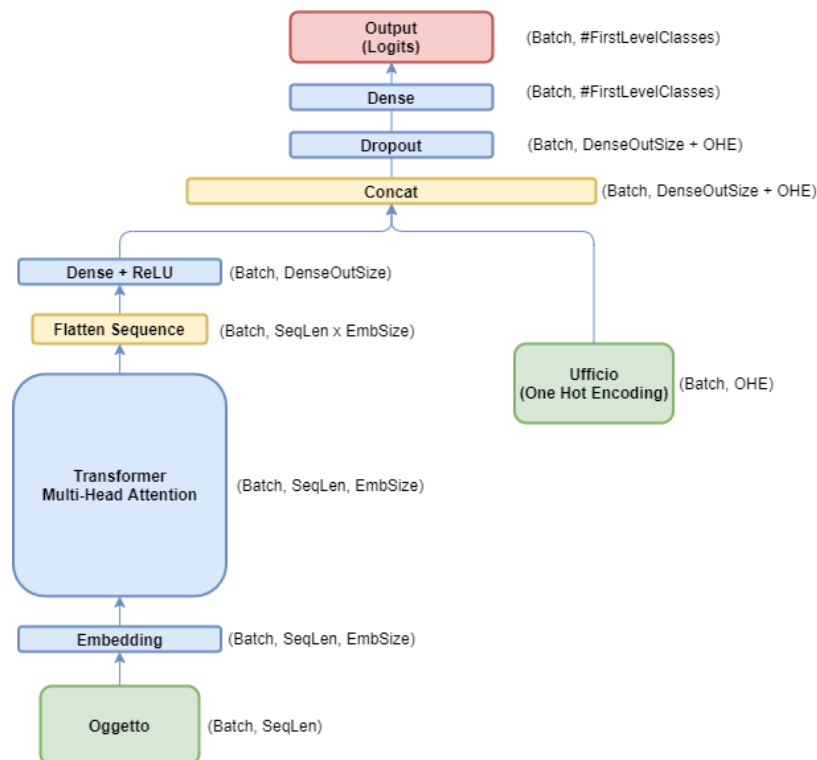 Output
(Logits)
(Batch, #FirstLevelClasses)
Dense
(Batch, #FirstLevelClasses)
Dropout
(Batch, DenseOutSize + OHE)
Concat
(Batch, DenseOutSize + OHE)
Dense + ReLU
(Batch, DenseOutSize)
Flatten Sequence
(Batch, SeqLen x EmbSize)
Ufficio
(One Hot Encoding)
(Batch, OHE)
Transformer
Multi-Head Attention
(Batch, SeqLen, EmbSize)
Embedding
(Batch, SeqLen, EmbSize)
Oggetto
(Batch, SeqLen)